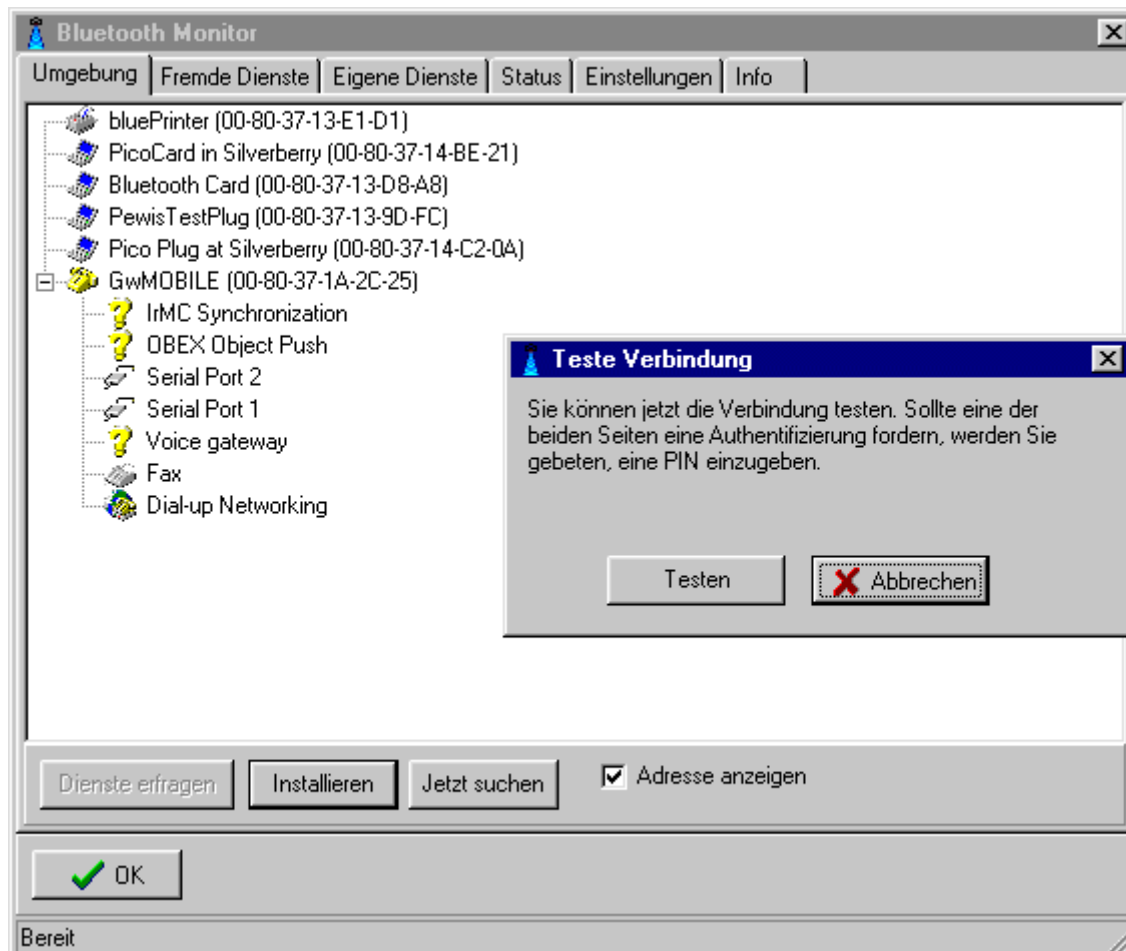 Bluetooth Monitor
Umgebung Fremde Dienste Eigene Dienste Status Einstellungen Info
bluePrinter (00-80-37-13-E1-D1)
PicoCard in Silverberry (00-80-37-14-BE-21)
Bluetooth Card (00-80-37-13-D8-A8)
PewisTestPlug (00-80-37-13-9D-FC)
Pico Plug at Silverberry (00-80-37-14-C2-0A)
GwMOBILE (00-80-37-1A-2C-25)
IrMC Synchronization
OBEX Object Push
Serial Port 2
Serial Port 1
Voice gateway
Fax
Dial-up Networking
Teste Verbindung
Sie können jetzt die Verbindung testen. Sollte eine der
beiden Seiten eine Authentifizierung fordern, werden Sie
gebeten, eine PIN einzugeben.
Testen Abbrechen
Dienste erfragen Installieren Jetzt suchen Adresse anzeigen
OK
Bereit